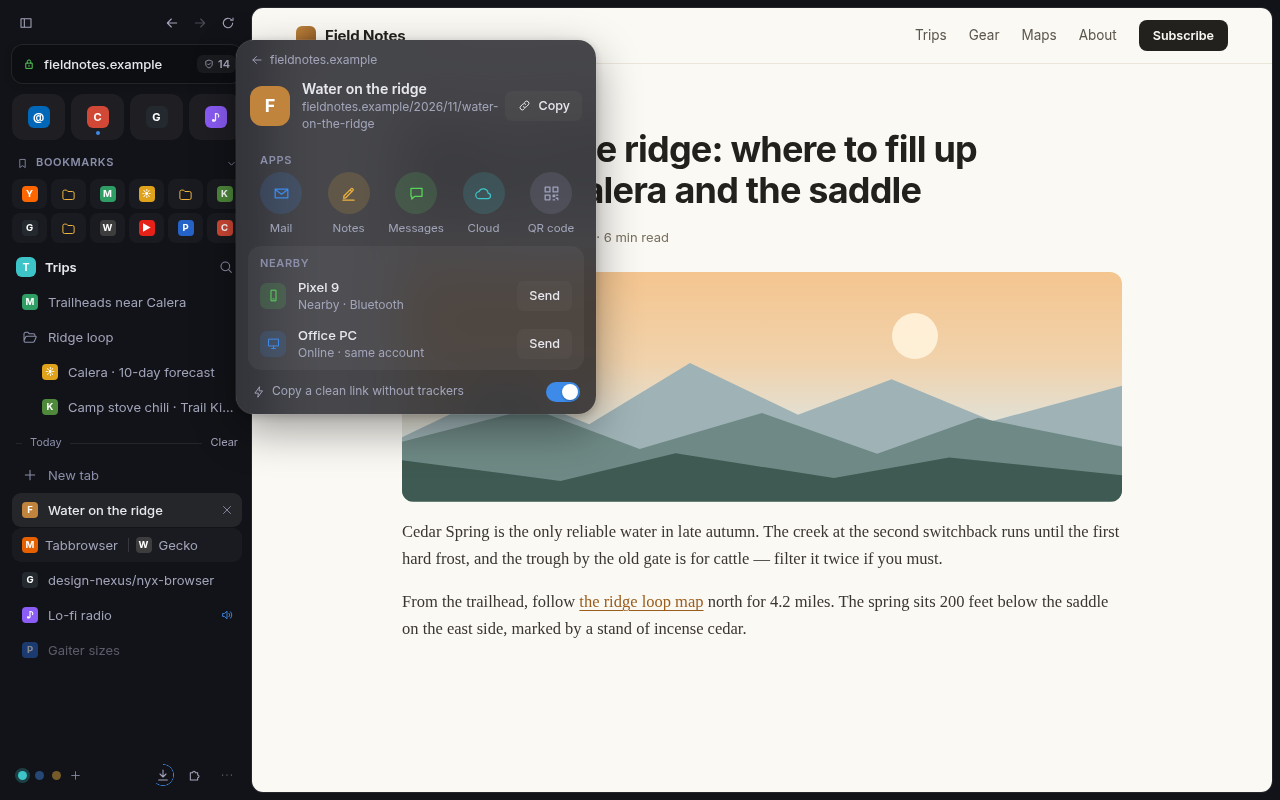 fieldnotes.example
14
@
C
G
BOOKMARKS
Y
M
K
G
W
P
C
T
Trips
M
Trailheads near Calera
Ridge loop
Calera · 10-day forecast
K
Camp stove chili · Trail Ki...
Today
Clear
New tab
F
Water on the ridge
M
Tabbrowser
W
Gecko
G
design-nexus/nyx-browser
Lo-fi radio
P
Gaiter sizes
fieldnotes.example
F
Water on the ridge
fieldnotes.example/2026/11/water-
on-the-ridge
Copy
APPS
Mail
Notes
Messages
Cloud
QR code
NEARBY
Pixel 9
Nearby · Bluetooth
Send
Office PC
Online · same account
Send
Copy a clean link without trackers
Field Notes
Trips
Gear
Maps
About
Subscribe
ridge: where to fill up
and the saddle
· 6 min read
Cedar Spring is the only reliable water in late autumn. The creek at the second switchback runs until the first
hard frost, and the trough by the old gate is for cattle — filter it twice if you must.
From the trailhead, follow the ridge loop map north for 4.2 miles. The spring sits 200 feet below the saddle
on the east side, marked by a stand of incense cedar.